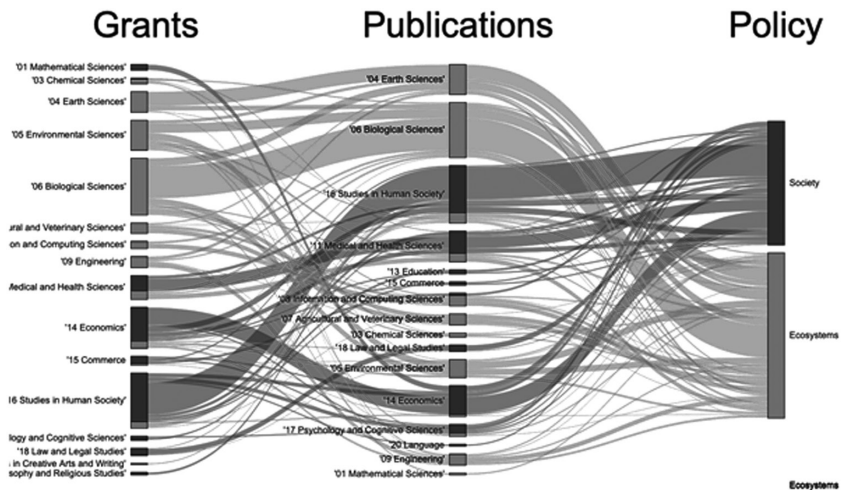 Grants Publications Policy
'01 Mathematical Sciences'
'03 Chemical Sciences'
'04 Earth Sciences'
'05 Environmental Sciences'
'06 Biological Sciences'
ural and Veterinary Sciences'
on and Computing Sciences'
'09 Engineering'
Medical and Health Sciences'
'14 Economics'
'15 Commerce
16 Studies in Human Society'
logy and Cognitive Sciences'
'18 Law and Legal Studies'
s in Creative Arts and Writing'
sophy and Religious Studies'
'04 Earth Sciences'
'06 Biological Sciences'
'16 Studies in Human Society'
'11 Medical and Health Sciences'
'13 Education'
'15 Commerce
'08 Information and Computing Sciences'
'07 Agricultural and Veterinary Sciences'
'03 Chemical Sciences'
'18 Law and Legal Studies'
'05 Environmental Sciences'
'14 Economics'
'17 Psychology and Cognitive Sciences'
'20 Language
'09 Engineering'
'01 Mathematical Sciences'
Society
Ecosystems
Ecosystems